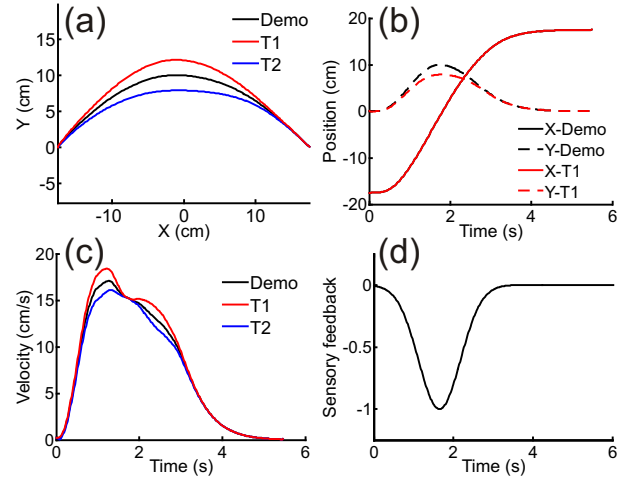 (a)
Demo
T1
T2
15
10
5
0
-5
Y (cm)
-10
0
10
X (cm)
(b)
20
10
0
-10
-20
Position (cm)
X-Demo
Y-Demo
X-T1
Y-T1
0
2
4
6
Time (s)
(c)
Demo
T1
T2
20
15
10
5
0
Velocity (cm/s)
0
2
4
6
Time (s)
(d)
0
-0.5
-1
Sensory feedback
0
2
4
6
Time (s)